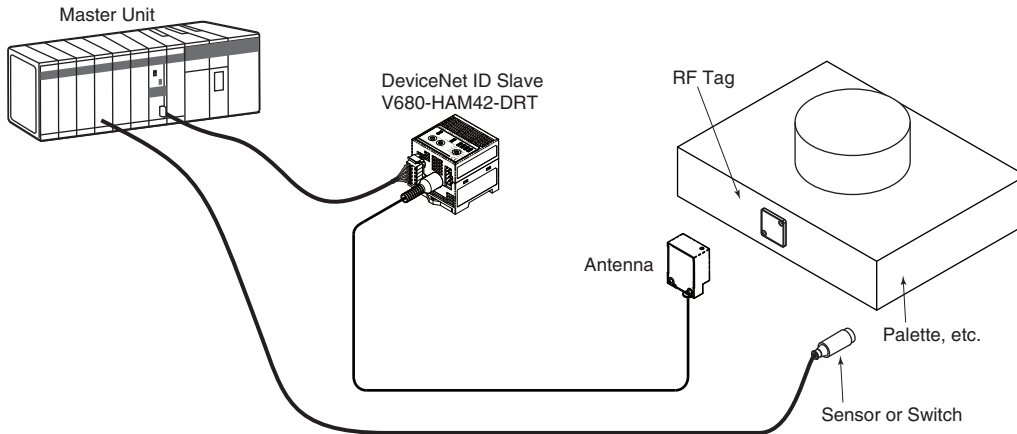 Master Unit
DeviceNet ID Slave
V680-HAM42-DRT
RF Tag
Antenna
Palette, etc.
Sensor or Switch